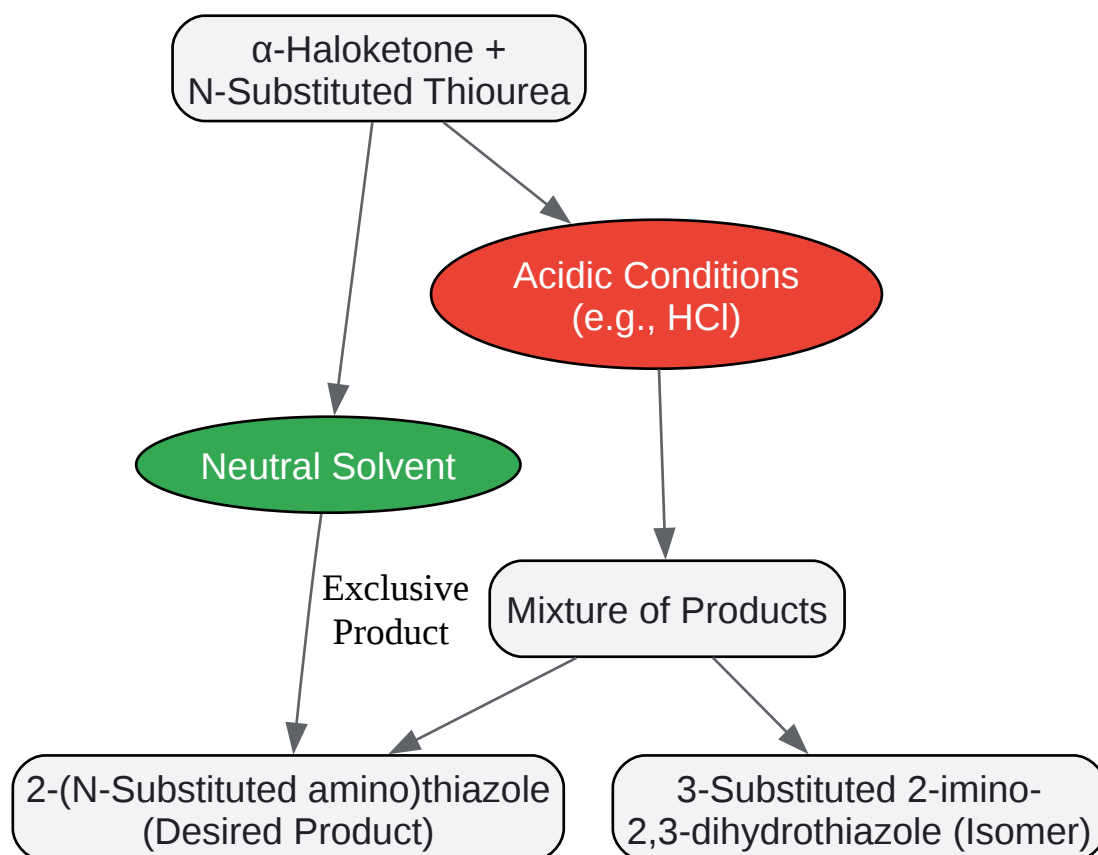 α-Haloketone +
N-Substituted Thiourea
Acidic Conditions
(e.g., HCl)
Neutral Solvent
Exclusive
Product
Mixture of Products
2-(N-Substituted amino)thiazole
(Desired Product)
3-Substituted 2-imino-
2,3-dihydrothiazole (Isomer)